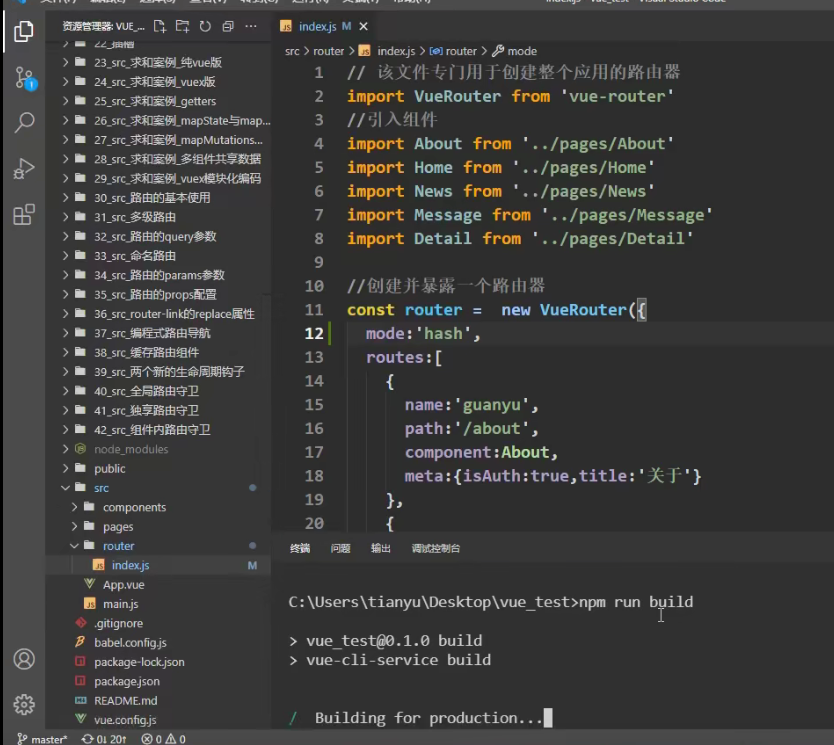 资源管理器: VUE_... 
index.js M
src > router > index.js > router > mode
22_插槽
23_src_求和案例_纯vue版
24_src_求和案例_vuex版
25_src_求和案例_getters
26_src_求和案例_mapState与map...
27_src_求和案例_mapMutations...
28_src_求和案例_多组件共享数据
29_src_求和案例_vuex模块化编码
30_src_路由的基本使用
31_src_多级路由
32_src_路由的query参数
33_src_命名路由
34_src_路由的params参数
35_src_路由的props配置
36_src_router-link的replace属性
37_src_编程式路由导航
38_src_缓存路由组件
39_src_两个新的生命周期钩子
40_src_全局路由守卫
41_src_独享路由守卫
42_src_组件内路由守卫
node_modules
public
src
components
pages
router
index.js M
App.vue
main.js
.gitignore
babel.config.js
package-lock.json
package.json
README.md
vue.config.js
1 // 该文件专门用于创建整个应用的路由器
2 import VueRouter from 'vue-router'
3 //引入组件
4 import About from '../pages/About'
5 import Home from '../pages/Home'
6 import News from '../pages/News'
7 import Message from '../pages/Message'
8 import Detail from '../pages/Detail'
9
10 //创建并暴露一个路由器
11 const router =  new VueRouter({
12 mode:'hash',
13 routes:[
14 {
15 name:'guanyu',
16 path:'/about',
17 component:About,
18 meta:{isAuth:true,title:'关于'}
19 },
20 {
终端 问题 输出 调试控制台
C:\Users\tianyu\Desktop\vue_test>npm run build
> vue_test@0.1.0 build
> vue-cli-service build
/ Building for production...
master* 0↓ 20↑ 0 0